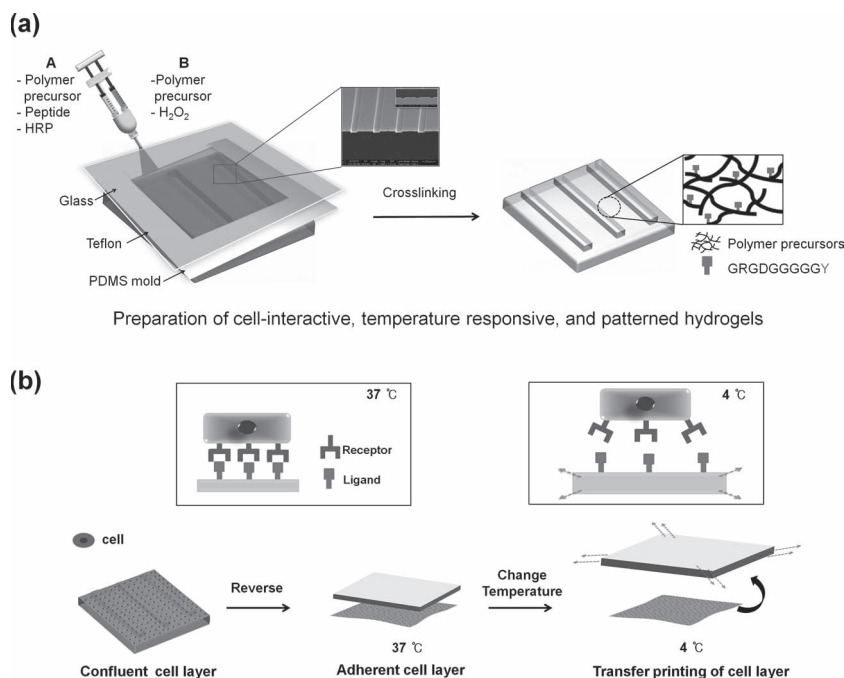 (a)
A
- Polymer
precursor
- Peptide
- HRP
B
-Polymer
precursor
- H₂O₂
Glass
Teflon
PDMS mold
Crosslinking
Polymer precursors
GRGDGGGGGY
Preparation of cell-interactive, temperature responsive, and patterned hydrogels
(b)
37 ℃
Receptor
Ligand
4 ℃
cell
Reverse
Change
Temperature
37 ℃
4 ℃
Confluent cell layer
Adherent cell layer
Transfer printing of cell layer